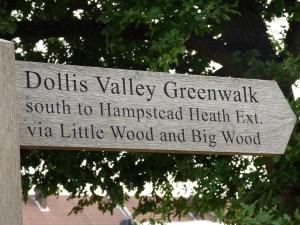 Dollis Valley Greenwalk
south to Hampstead Heath Ext.
via Little Wood and Big Wood